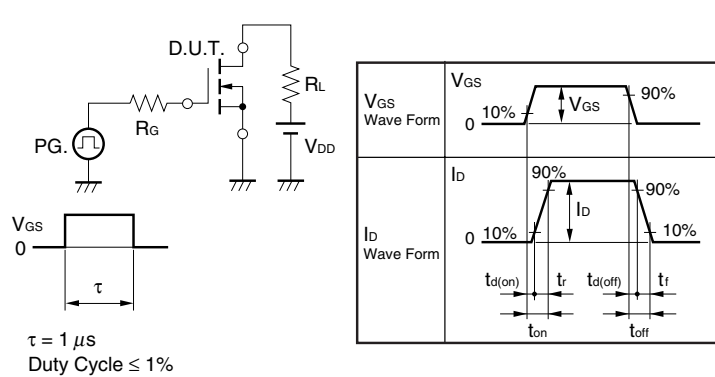 D.U.T.
RL
RG
PG.
VDD
VGS
0
τ
τ = 1 μs
Duty Cycle ≤ 1%
VGS
Wave Form
VGS
10%
0
VGS
90%
ID
Wave Form
ID
90%
90%
0 10%
ID
10%
td(on)
tr
td(off)
tf
ton
toff